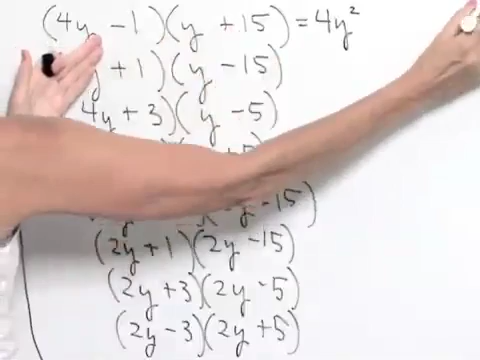 (4y - 1)(y + 15) = 4y²
y + 1)(y - 15)
4y + 3)(y - 5)
- 15)
(2y + 1)(2y - 15)
(2y + 3)(2y - 5)
(2y - 3)(2y + 5)